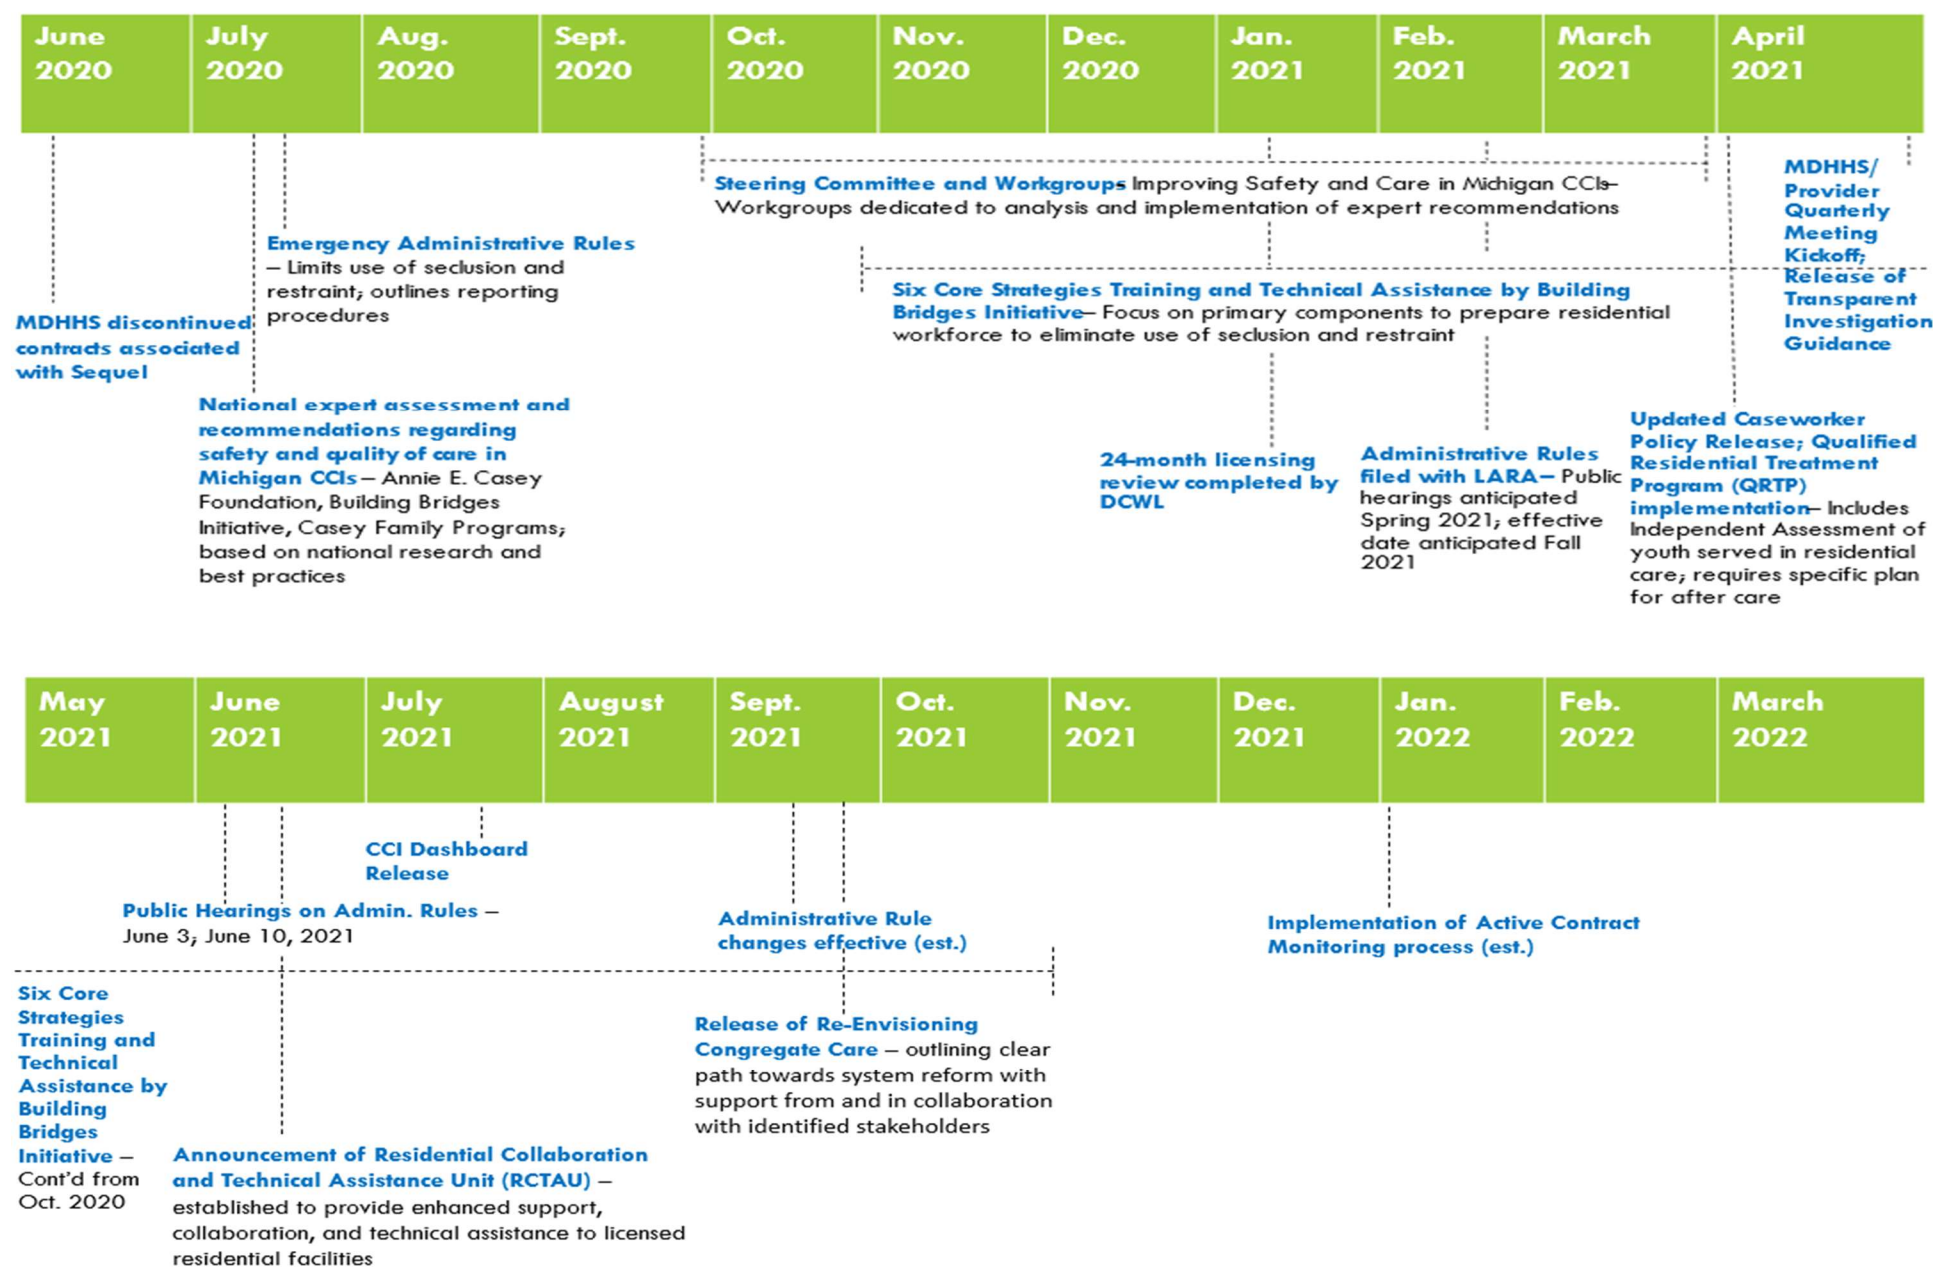 June
2020
July
2020
Aug.
2020
Sept.
2020
Oct.
2020
Nov.
2020
Dec.
2020
Jan.
2021
Feb.
2021
March
2021
April
2021
MDHHS discontinued
contracts associated
with Sequel
Emergency Administrative Rules
– Limits use of seclusion and
restraint; outlines reporting
procedures
National expert assessment and
recommendations regarding
safety and quality of care in
Michigan CCIs – Annie E. Casey
Foundation, Building Bridges
Initiative, Casey Family Programs;
based on national research and
best practices
Steering Committee and Workgroups- Improving Safety and Care in Michigan CCIs–
Workgroups dedicated to analysis and implementation of expert recommendations
Six Core Strategies Training and Technical Assistance by Building
Bridges Initiative– Focus on primary components to prepare residential
workforce to eliminate use of seclusion and restraint
24-month licensing
review completed by
DCWL
Administrative Rules
filed with LARA– Public
hearings anticipated
Spring 2021; effective
date anticipated Fall
2021
MDHHS/
Provider
Quarterly
Meeting
Kickoff;
Release of
Transparent
Investigation
Guidance
Updated Caseworker
Policy Release; Qualified
Residential Treatment
Program (QRTP)
implementation– Includes
Independent Assessment of
youth served in residential
care; requires specific plan
for after care
May
2021
June
2021
July
2021
August
2021
Sept.
2021
Oct.
2021
Nov.
2021
Dec.
2021
Jan.
2022
Feb.
2022
March
2022
CCI Dashboard
Release
Public Hearings on Admin. Rules –
June 3; June 10, 2021
Administrative Rule
changes effective (est.)
Implementation of Active Contract
Monitoring process (est.)
Six Core
Strategies
Training and
Technical
Assistance by
Building
Bridges
Initiative –
Cont'd from
Oct. 2020
Release of Re-Envisioning
Congregate Care – outlining clear
path towards system reform with
support from and in collaboration
with identified stakeholders
Announcement of Residential Collaboration
and Technical Assistance Unit (RCTAU) –
established to provide enhanced support,
collaboration, and technical assistance to licensed
residential facilities